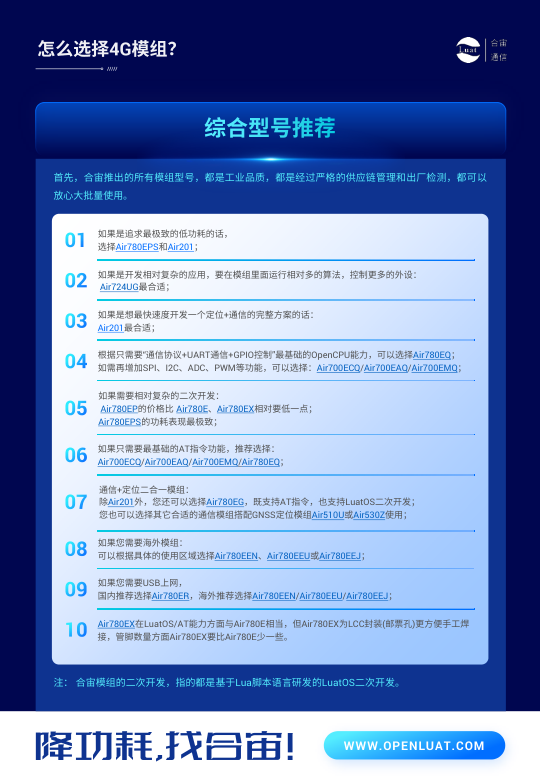 怎么选择4G模组？
Luat
合宙
通信
综合型号推荐
首先，合宙推出的所有模组型号，都是工业品质，都是经过严格的供应链管理和出厂检测，都可以
放心大批量使用。
01
如果是追求最极致的低功耗的话，
选择Air780EPS和Air201；
02
如果是开发相对复杂的应用，要在模组里面运行相对多的算法，控制更多的外设：
Air724UG最合适；
03
如果是想最快速度开发一个定位+通信的完整方案的话：
Air201最合适；
04
根据只需要“通信协议+UART通信+GPIO控制”最基础的OpenCPU能力，可以选择Air780EQ；
如需再增加SPI、I2C、ADC、PWM等功能，可以选择：Air700ECQ/Air700EAQ/Air700EMQ；
05
如果需要相对复杂的二次开发：
Air780EP的价格比 Air780E、Air780EX相对要低一点；
Air780EPS的功耗表现最极致；
06
如果只需要最基础的AT指令功能，推荐选择：
Air700ECQ/Air700EAQ/Air700EMQ/Air780EQ；
07
通信+定位二合一模组：
除Air201外，您还可以选择Air780EG，既支持AT指令，也支持LuatOS二次开发；
您也可以选择其它合适的通信模组搭配GNSS定位模组Air510U或Air530Z使用；
08
如果您需要海外模组：
可以根据具体的使用区域选择Air780EEN、Air780EEU或Air780EEJ；
09
如果您需要USB上网，
国内推荐选择Air780ER，海外推荐选择Air780EEN/Air780EEU/Air780EEJ；
10
Air780EX在LuatOS/AT能力方面与Air780E相当，但Air780EX为LCC封装(邮票孔)更方便手工焊
接，管脚数量方面Air780EX要比Air780E少一些。
注： 合宙模组的二次开发，指的都是基于Lua脚本语言研发的LuatOS二次开发。
降功耗,找合宙!
WWW.OPENLUAT.COM